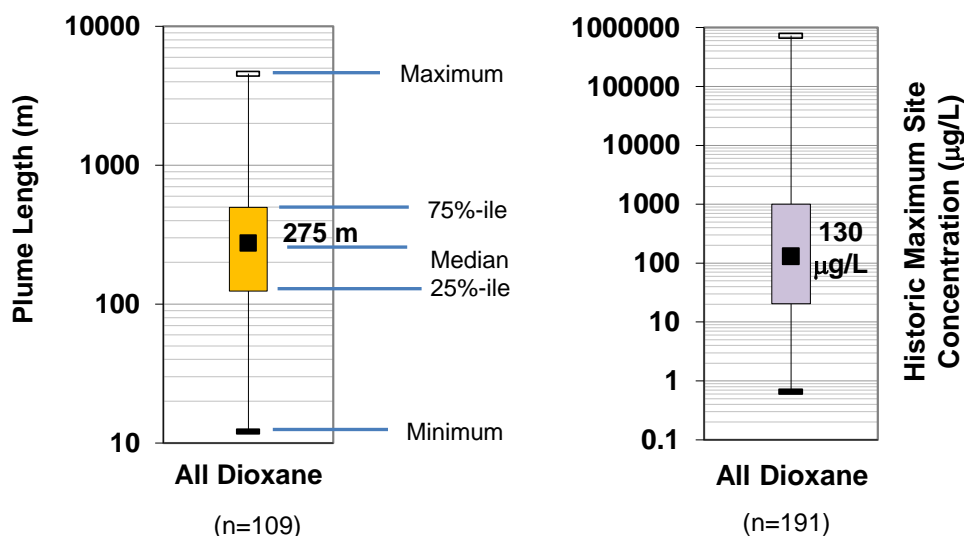 Plume Length (m)
10000
1000
100
10
Maximum
75%-ile
275 m
Median
25%-ile
Minimum
All Dioxane
(n=109)
1000000
100000
10000
1000
100
10
1
0.1
130
µg/L
Historic Maximum Site
Concentration (µg/L)
All Dioxane
(n=191)